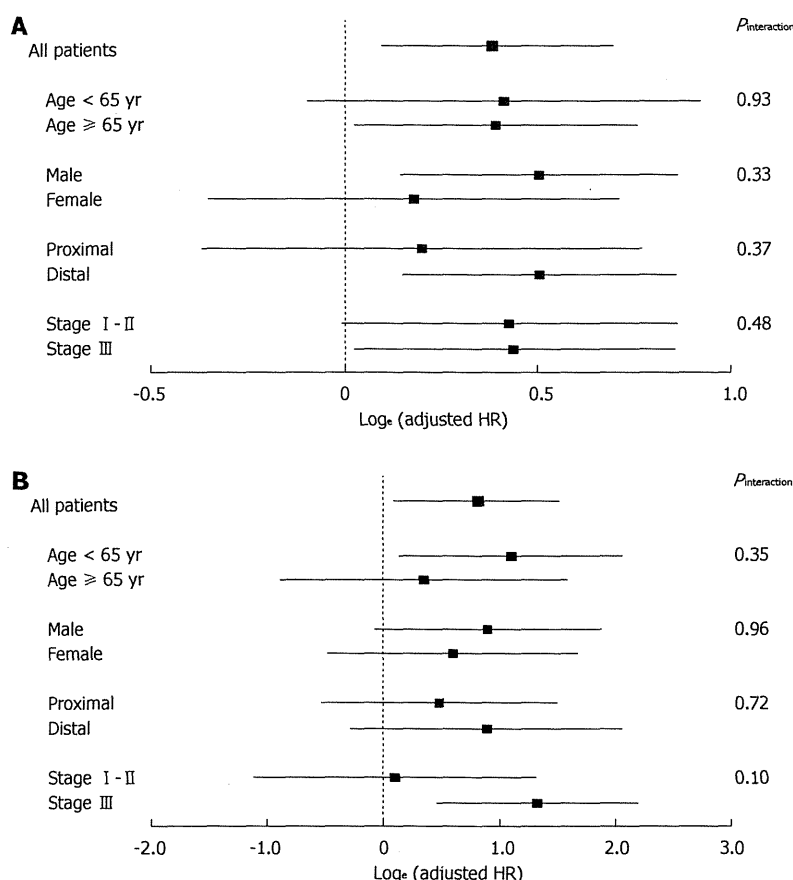 A
Pinteraction
All patients
Age < 65 yr 0.93
Age ⩾ 65 yr
Male 0.33
Female
Proximal 0.37
Distal
Stage Ⅰ-Ⅱ 0.48
Stage Ⅲ
-0.5 0 0.5 1.0
Logₑ (adjusted HR)
B
Pinteraction
All patients
Age < 65 yr 0.35
Age ⩾ 65 yr
Male 0.96
Female
Proximal 0.72
Distal
Stage Ⅰ-Ⅱ 0.10
Stage Ⅲ
-2.0 -1.0 0 1.0 2.0 3.0
Logₑ (adjusted HR)